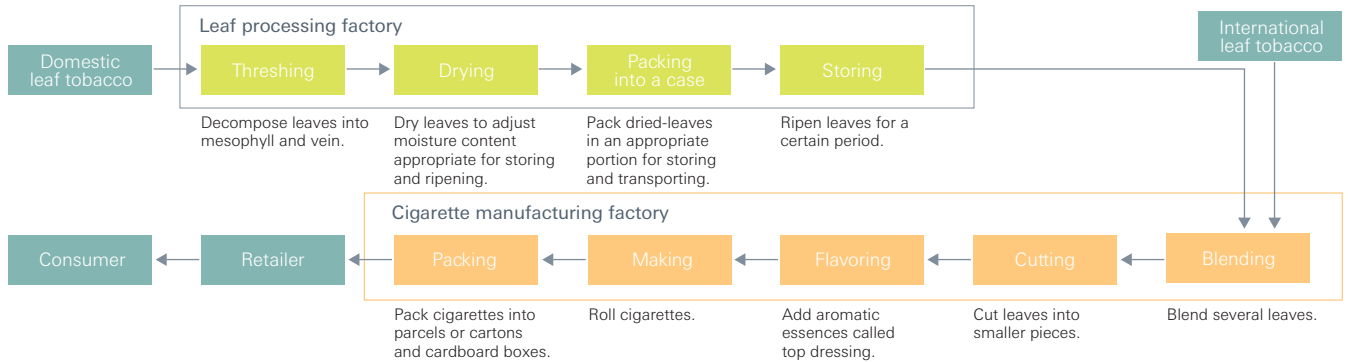 Leaf processing factory
International
leaf tobacco
Domestic
leaf tobacco
Threshing
Drying
Packing
into a case
Storing
Decompose leaves into
mesophyll and vein.
Dry leaves to adjust
moisture content
appropriate for storing
and ripening.
Pack dried-leaves
in an appropriate
portion for storing
and transporting.
Ripen leaves for a
certain period.
Cigarette manufacturing factory
Consumer
Retailer
Packing
Making
Flavoring
Cutting
Blending
Pack cigarettes into
parcels or cartons
and cardboard boxes.
Roll cigarettes.
Add aromatic
essences called
top dressing.
Cut leaves into
smaller pieces.
Blend several leaves.